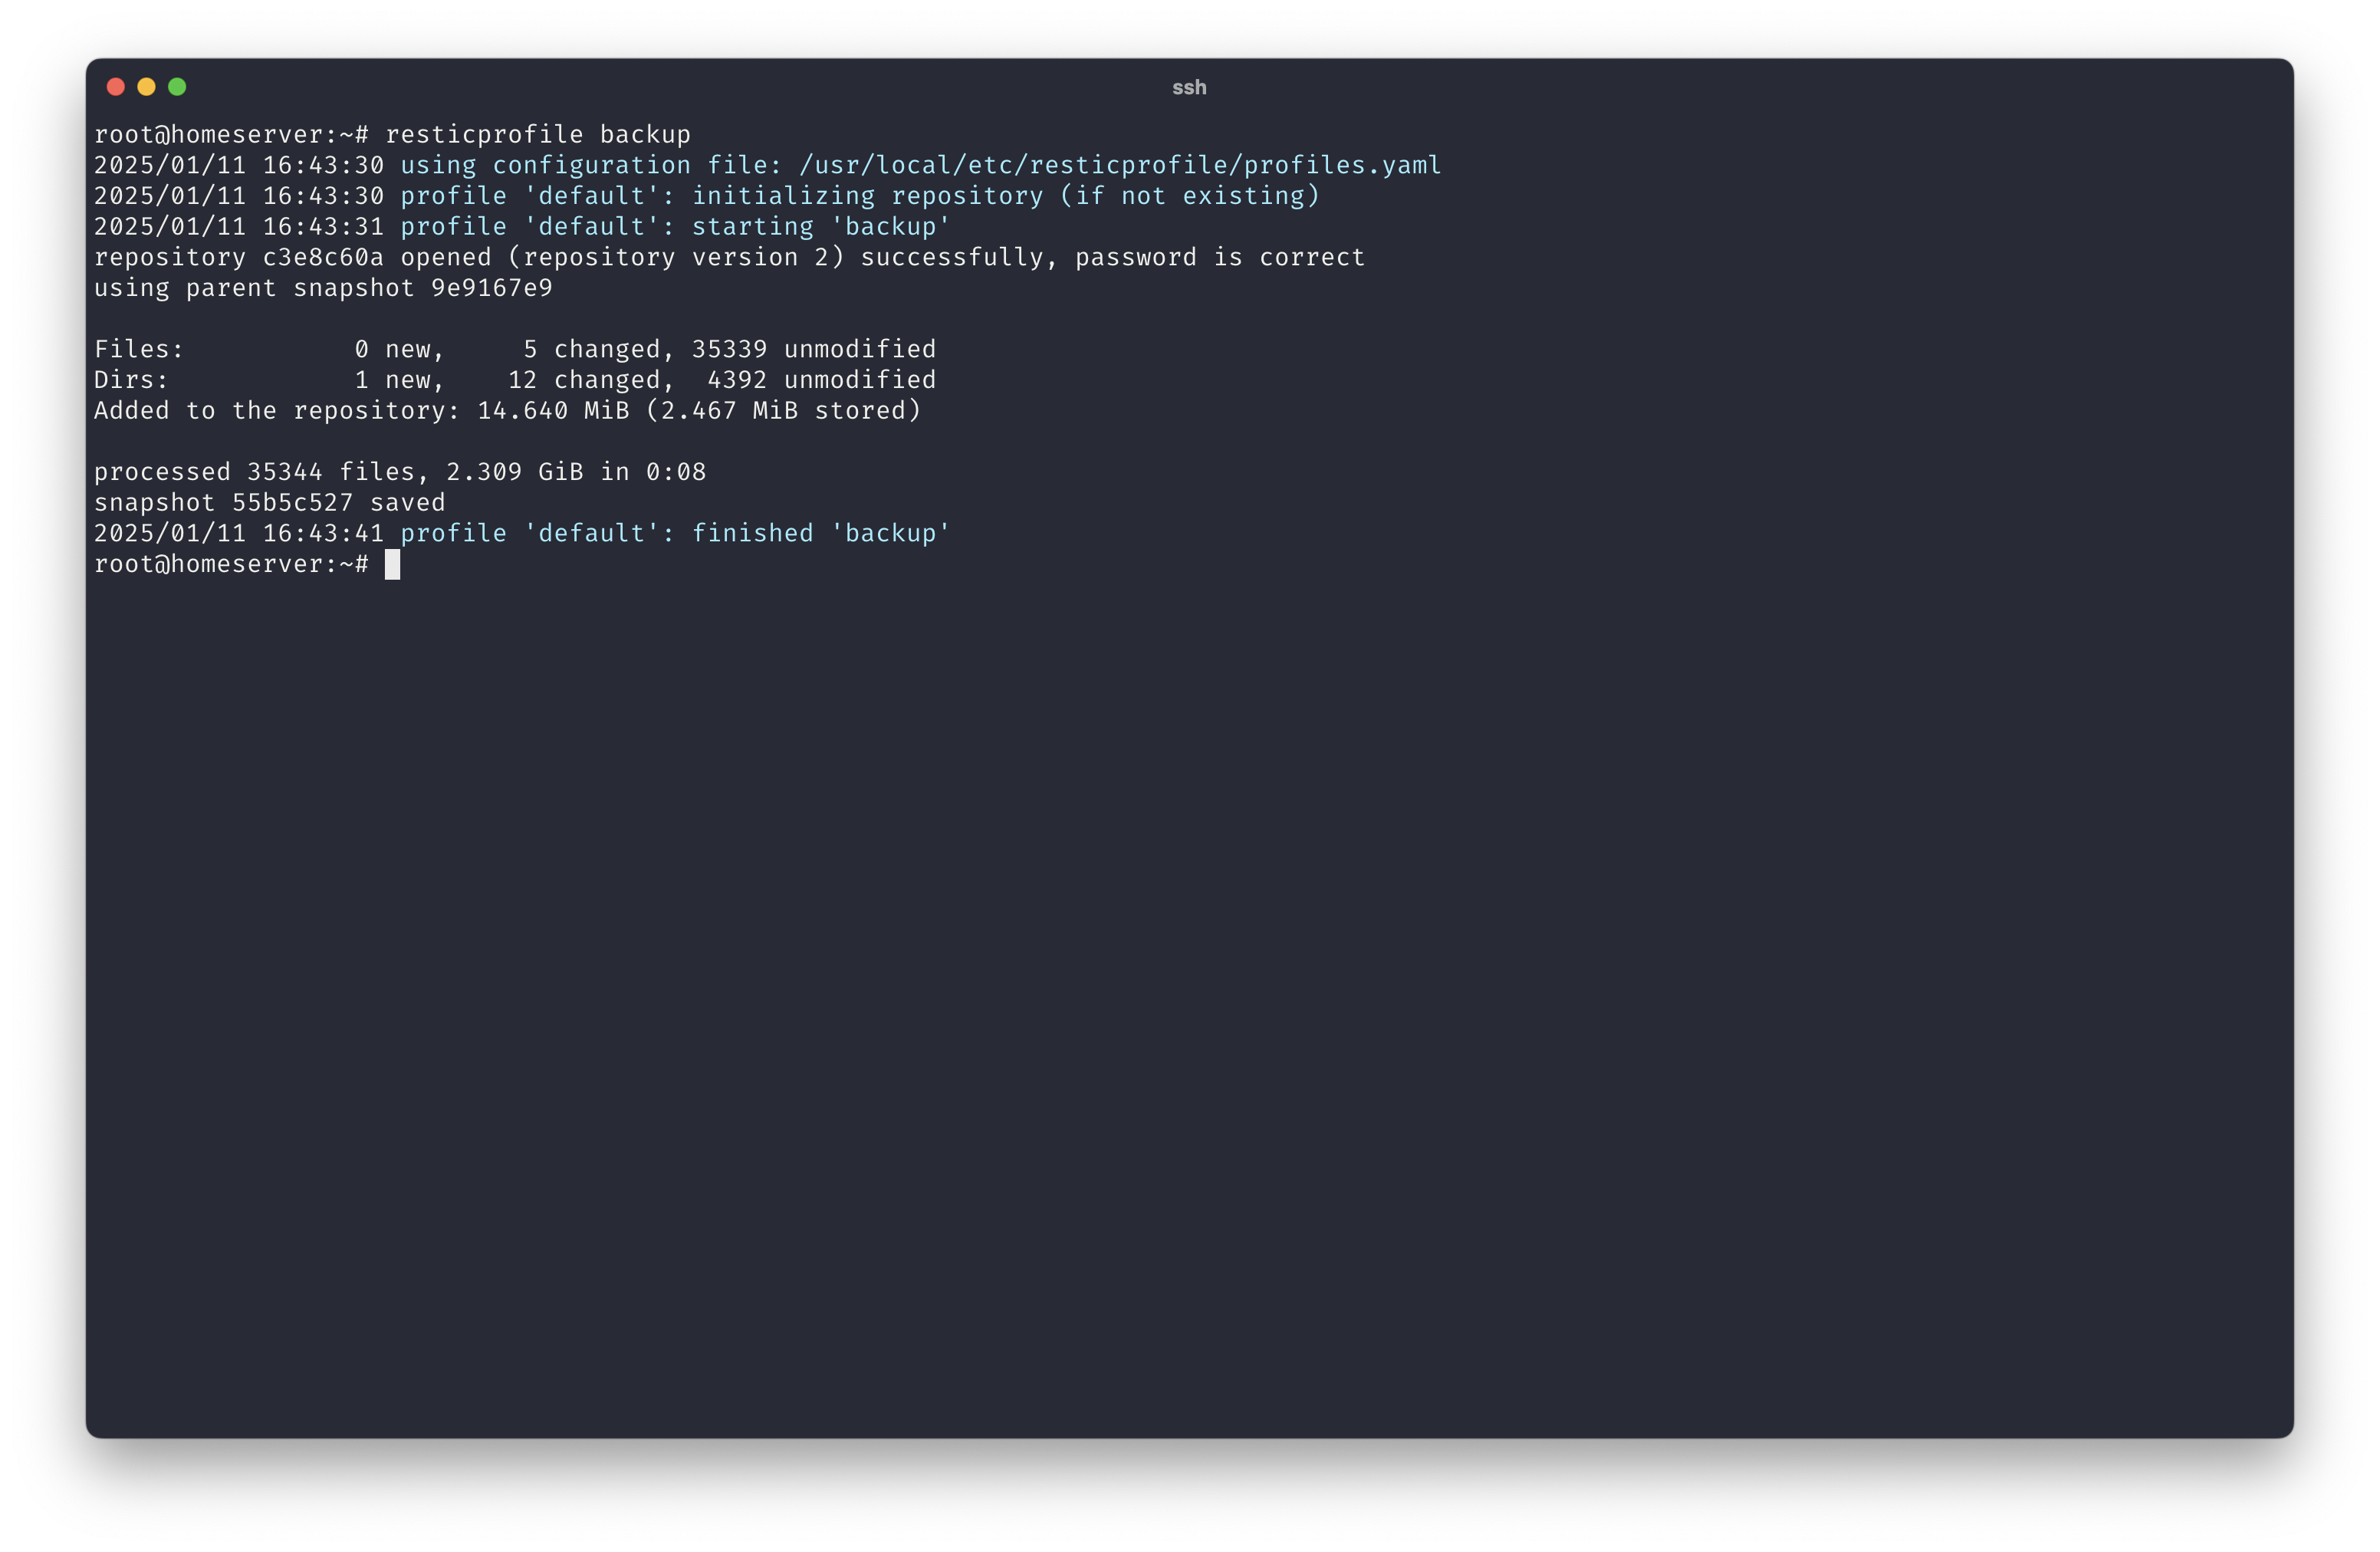 ssh
root@homeserver:~# resticprofile backup
2025/01/11 16:43:30 using configuration file: /usr/local/etc/resticprofile/profiles.yaml
2025/01/11 16:43:30 profile 'default': initializing repository (if not existing)
2025/01/11 16:43:31 profile 'default': starting 'backup'
repository c3e8c60a opened (repository version 2) successfully, password is correct
using parent snapshot 9e9167e9
Files:           0 new,     5 changed, 35339 unmodified
Dirs:            1 new,    12 changed,  4392 unmodified
Added to the repository: 14.640 MiB (2.467 MiB stored)
processed 35344 files, 2.309 GiB in 0:08
snapshot 55b5c527 saved
2025/01/11 16:43:41 profile 'default': finished 'backup'
root@homeserver:~#